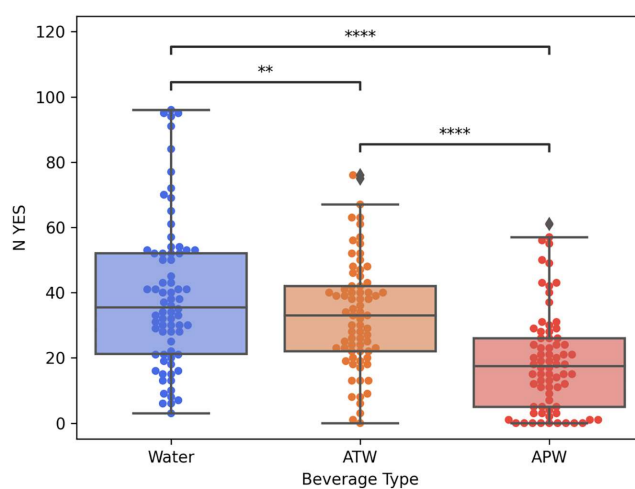 120
****
**
100
****
80
N YES
60
40
20
0
Water
ATW
APW
Beverage Type